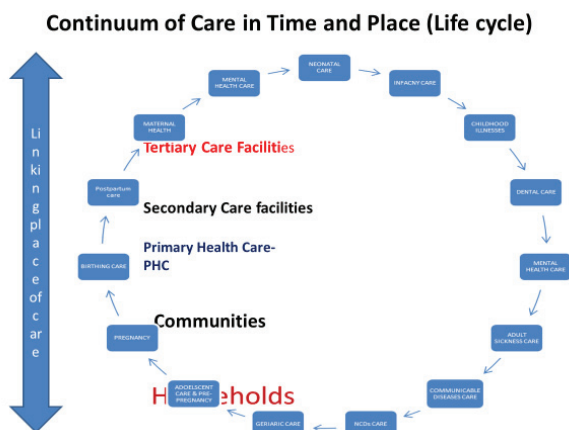 Continuum of Care in Time and Place (Life cycle)
Linking place of care
NEONATAL
CARE
INFACNY CARE
CHILDHOOD
ILLNESSES
DENTAL CARE
MENTAL
HEALTH CARE
ADULT
SICKNESS CARE
COMMUNICABLE
DISEASES CARE
NCDs CARE
GERIARIC CARE
ADOELSCENT
CARE & PRE-
PREGNANCY
PREGNANCY
BIRTHING CARE
Postpartum
care
MATERNAL
HEALTH
MENTAL
HEALTH CARE
Tertiary Care Facilities
Secondary Care facilities
Primary Health Care-
PHC
Communities
Households